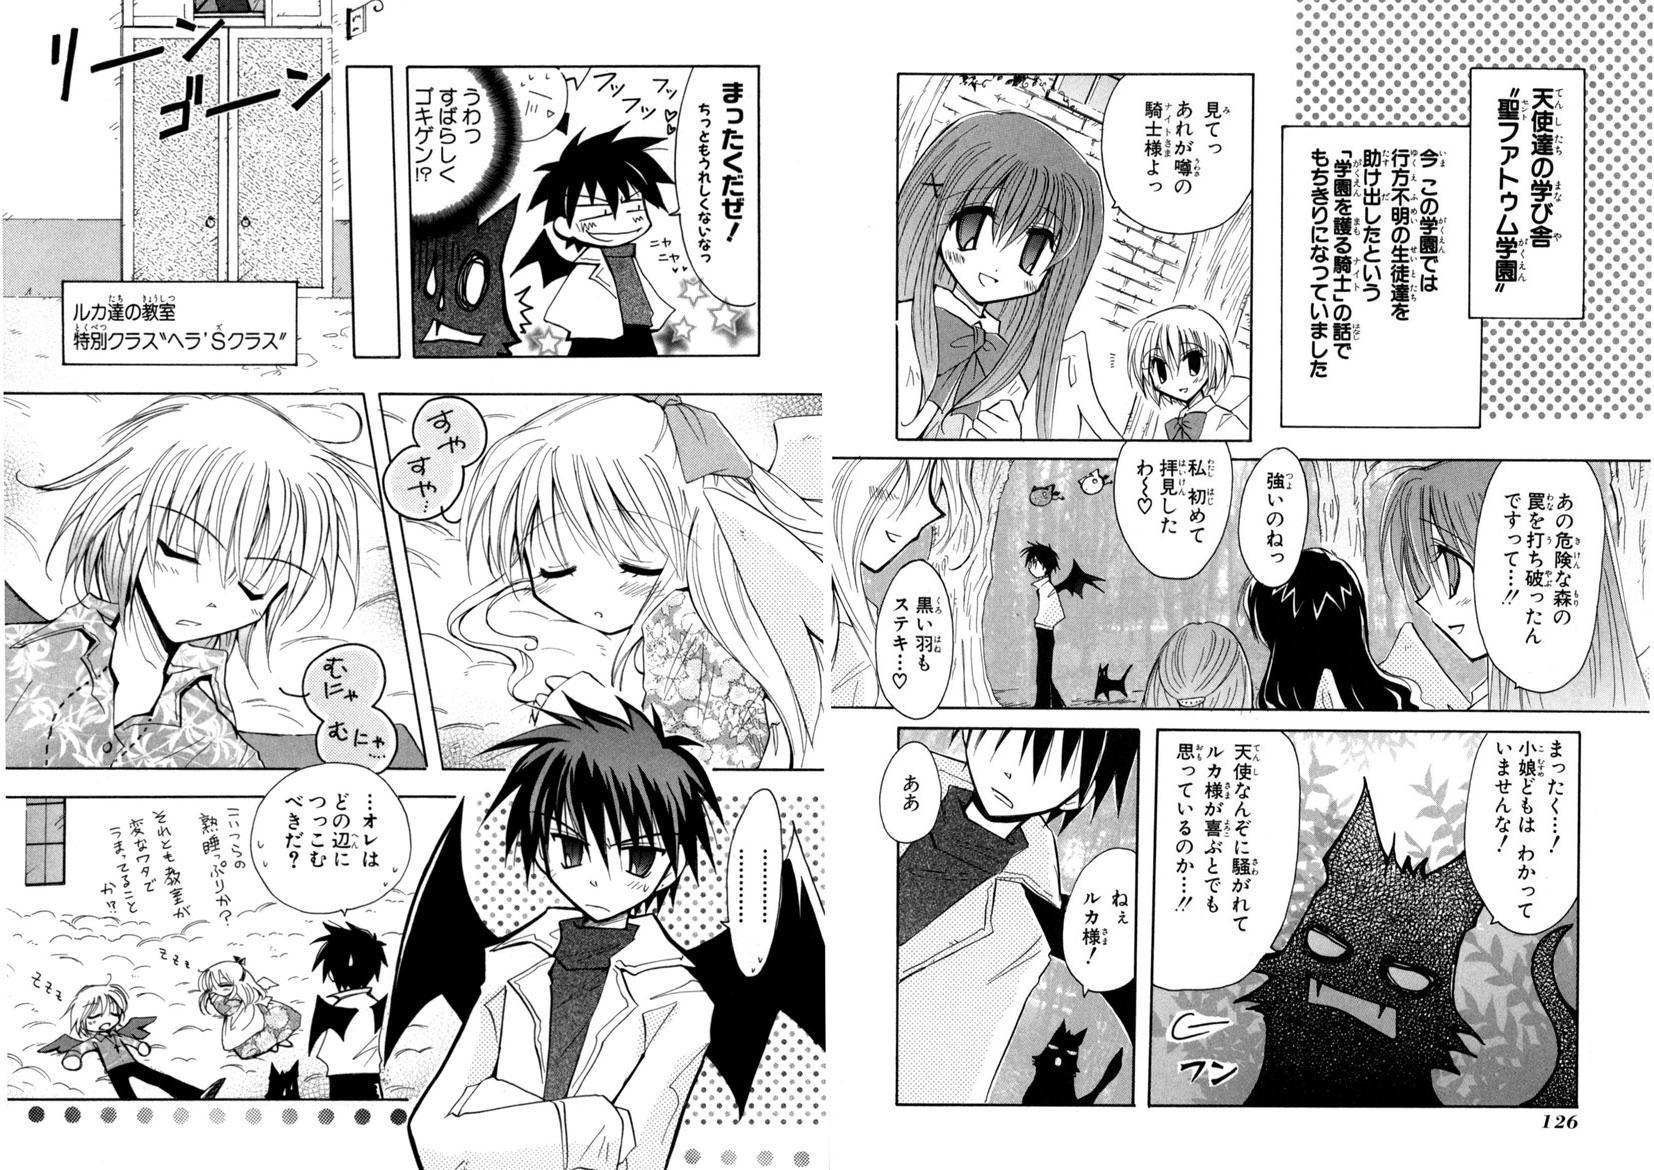 天使達の学び舎
〝聖ファトゥム学園〟
今 この学園では
行方不明の生徒達を
助け出したという
「学園を護る騎士」の話で
もちきりになっていました
見てっ
あれが噂の
騎士様よっ
あの危険な森の
罠を打ち破ったん
ですって…!!
強いのねっ
私 初めて
拝見した
わ～♡
黒い羽も
ステキ…♡
まったく…!
小娘どもは わかって
いませんな!
天使なんぞに騒がれて
ルカ様が喜ぶとでも
思っているのか…!!
フン
ねぇ
ルカ様!
ああ
126
まったくだぜ!
ちっともうれしくないなっ
フッフッフッ
ニヤ
ニヤ
うわっ
すばらしく
ゴキゲン!?
リーン
ゴーン
ルカ達の教室
特別クラス〝ヘラ'Sクラス〟
すや
すや…
むにゃ
むにゃ…
…………
…オレは
どの辺に
つっこむ
べきだ?
こいつらの
熟睡っぷりか?
それとも教室が
変なワタで
うまってること
か!?
zzz
zzz